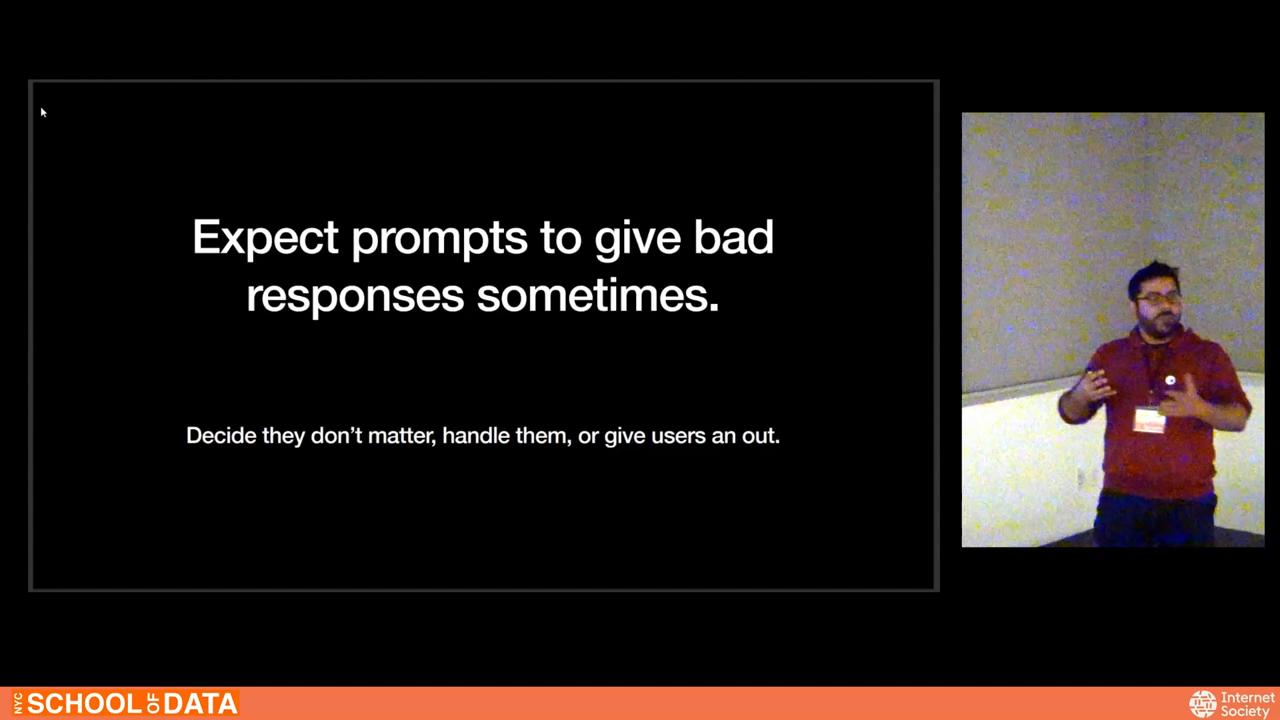 Expect prompts to give bad
responses sometimes.
Decide they don’t matter, handle them, or give users an out.
NYC SCHOOL OF DATA
Internet
Society